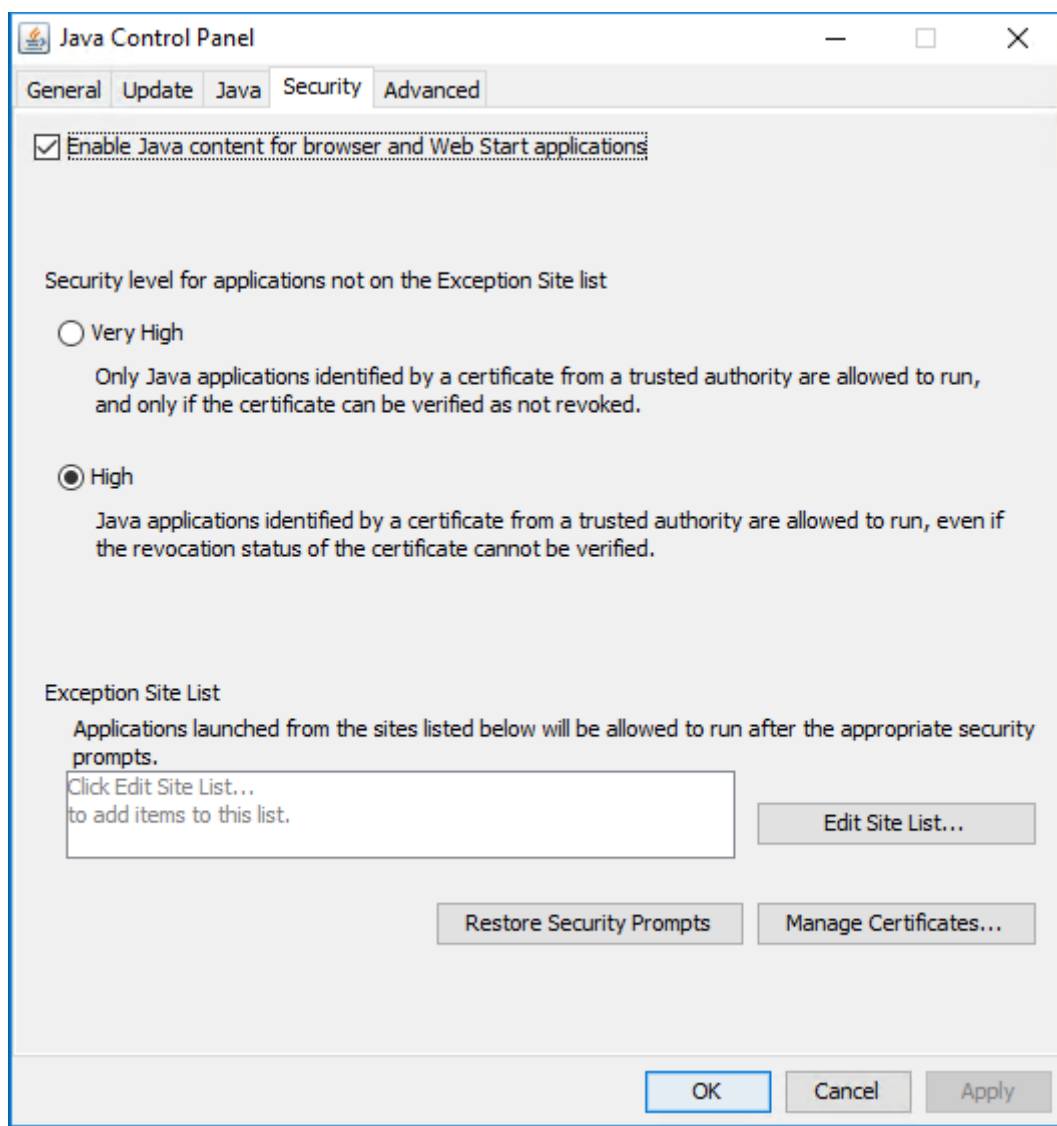 Java Control Panel
General Update Java Security Advanced
Enable Java content for browser and Web Start applications
Security level for applications not on the Exception Site list
Very High
Only Java applications identified by a certificate from a trusted authority are allowed to run,
and only if the certificate can be verified as not revoked.
High
Java applications identified by a certificate from a trusted authority are allowed to run, even if
the revocation status of the certificate cannot be verified.
Exception Site List
Applications launched from the sites listed below will be allowed to run after the appropriate security
prompts.
Click Edit Site List...
to add items to this list.
Edit Site List...
Restore Security Prompts Manage Certificates...
OK Cancel Apply